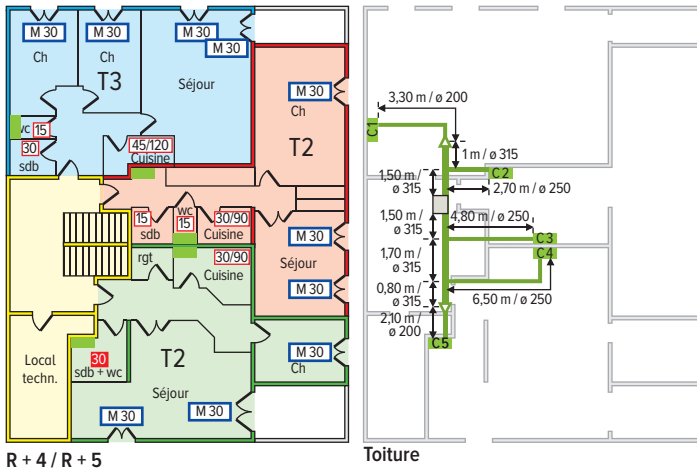 M 30
M 30
M 30
M 30
Ch
Ch
T3
Séjour
M 30
Ch
T2
wc 15
30
sdb
45/120
Cuisine
15
sdb
wc
15
30/90
Cuisine
30/90
Cuisine
rgt
M 30
Séjour
M 30
Local
techn.
30
sdb + wc
T2
Séjour
M 30
Ch
M 30
M 30
R + 4 / R + 5
3,30 m / ø 200
C1
1 m / ø 315
1,50 m/
ø 315
C2
2,70 m / ø 250
1,50 m/
ø 315
4,80 m / ø 250
C3
C4
1,70 m/
ø 315
0,80 m/
ø 315
6,50 m / ø 250
2,10 m/
ø 200
C5
Toiture